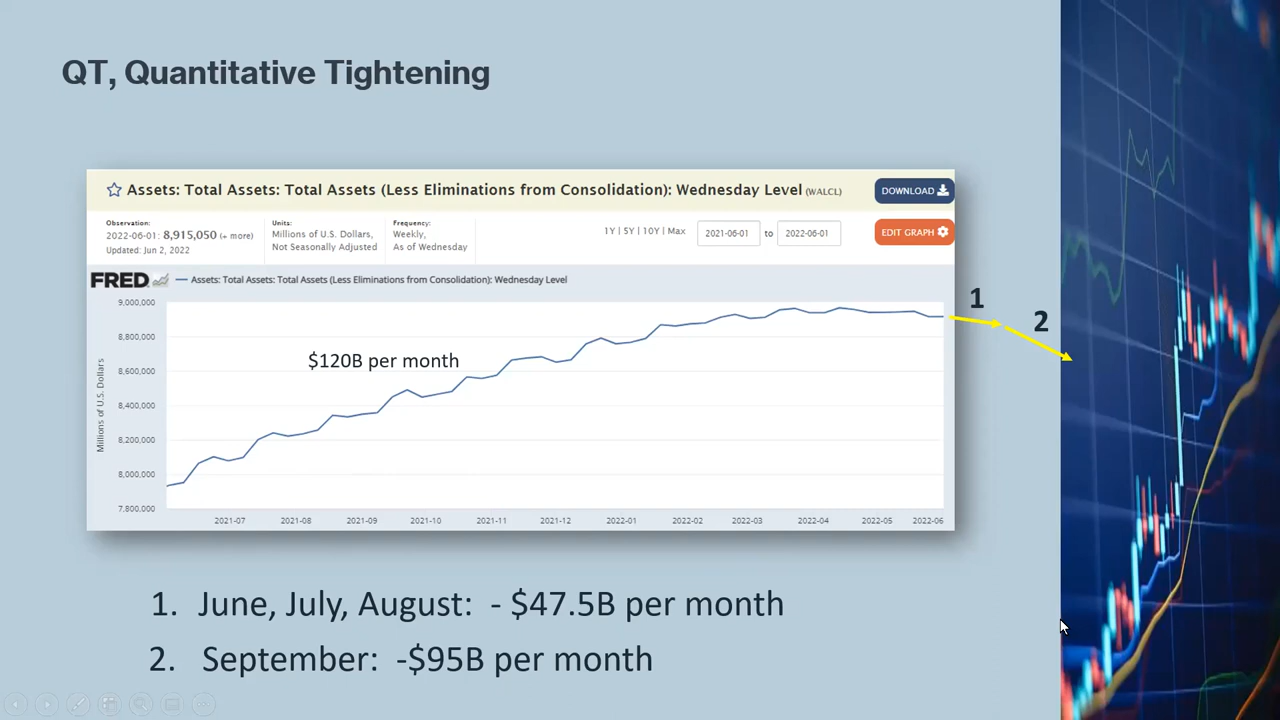 QT, Quantitative Tightening
Assets: Total Assets: Total Assets (Less Eliminations from Consolidation): Wednesday Level (WALCL)
DOWNLOAD
Observation:
2022-06-01: 8,915,050 (+ more)
Updated: Jun 2, 2022
Units:
Millions of U.S. Dollars,
Not Seasonally Adjusted
Frequency:
Weekly,
As of Wednesday
1Y | 5Y | 10Y | Max
2021-06-01 to 2022-06-01
EDIT GRAPH
FRED
Assets: Total Assets: Total Assets (Less Eliminations from Consolidation): Wednesday Level
Millions of U.S. Dollars
9,000,000
8,800,000
8,600,000
8,400,000
8,200,000
8,000,000
7,800,000
$120B per month
1
2
2021-07 2021-08 2021-09 2021-10 2021-11 2021-12 2022-01 2022-02 2022-03 2022-04 2022-05 2022-06
1. June, July, August: - $47.5B per month
2. September: -$95B per month